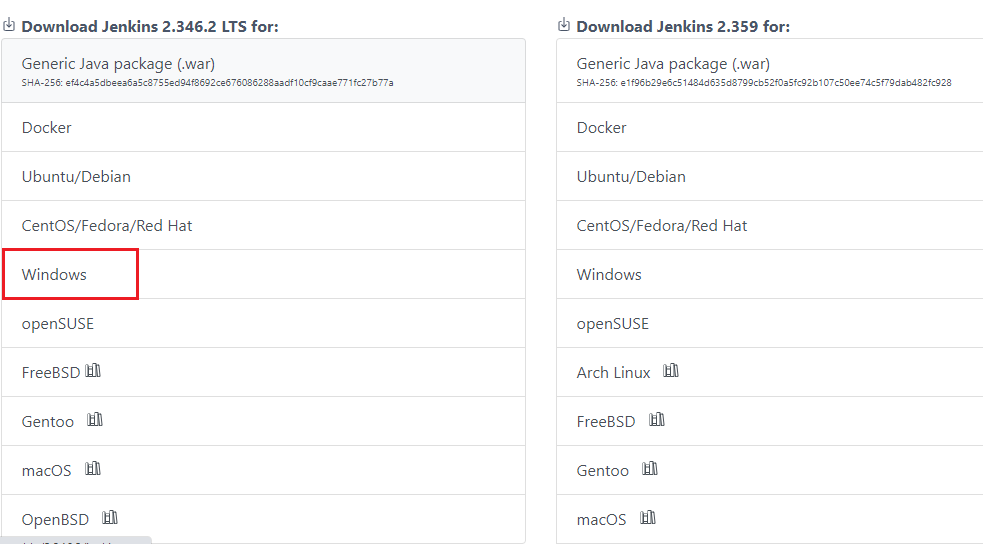 Download Jenkins 2.346.2 LTS for:
Generic Java package (.war)
SHA-256: ef4c4a5dbeea6a5c8755ed94f8692ce676086288aadf10cf9caae771fc27b77a
Docker
Ubuntu/Debian
CentOS/Fedora/Red Hat
Windows
openSUSE
FreeBSD
Gentoo
macOS
OpenBSD
Download Jenkins 2.359 for:
Generic Java package (.war)
SHA-256: e1f96b29e6c51484d635d8799cb52f0a5fc92b107c50ee74c5f79dab482fc928
Docker
Ubuntu/Debian
CentOS/Fedora/Red Hat
Windows
openSUSE
Arch Linux
FreeBSD
Gentoo
macOS